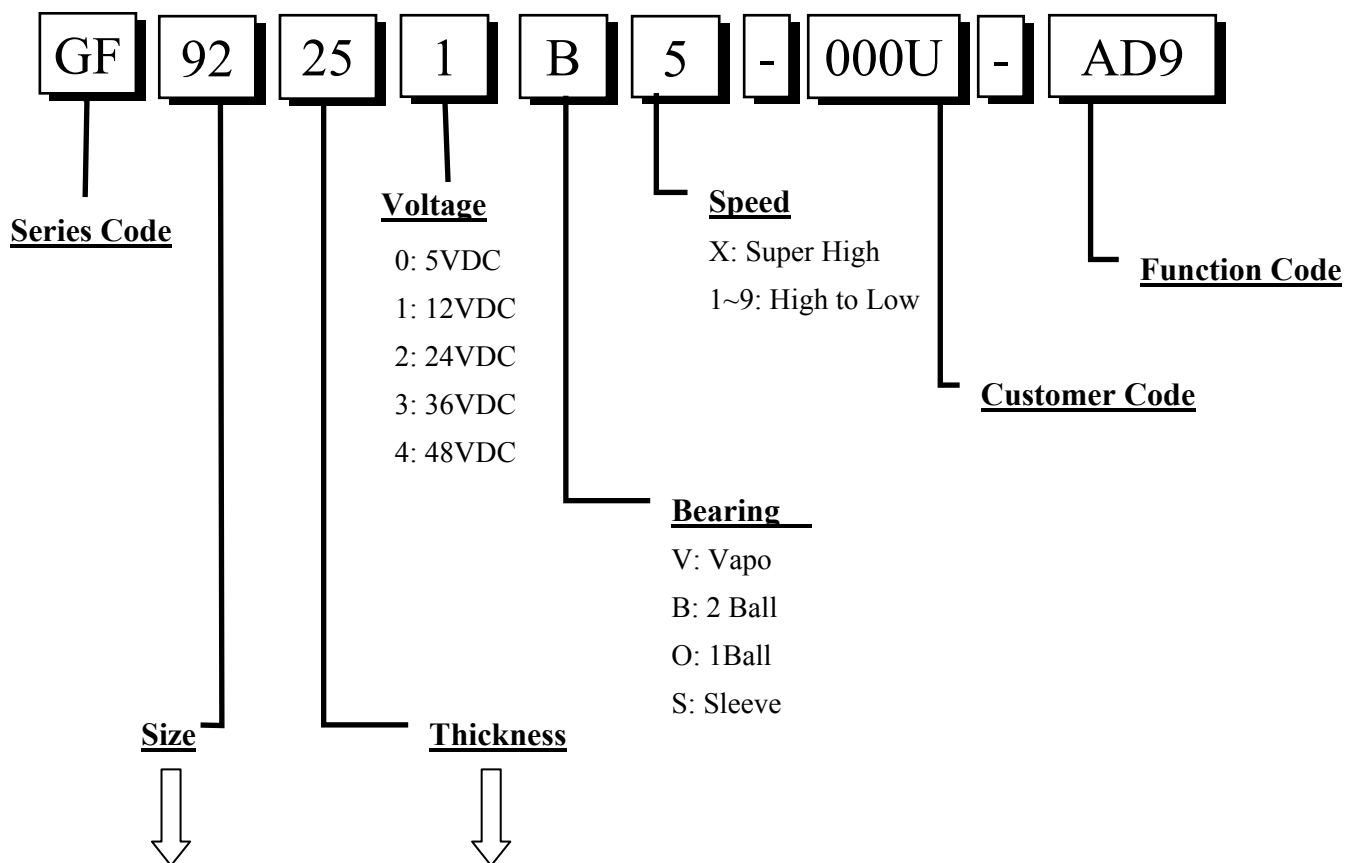 GF 92 25 1 B 5 - 000U - AD9
Series Code
Voltage
0: 5VDC
1: 12VDC
2: 24VDC
3: 36VDC
4: 48VDC
Speed
X: Super High
1~9: High to Low
Function Code
Customer Code
Bearing
V: Vapo
B: 2 Ball
O: 1Ball
S: Sleeve
Size
Thickness